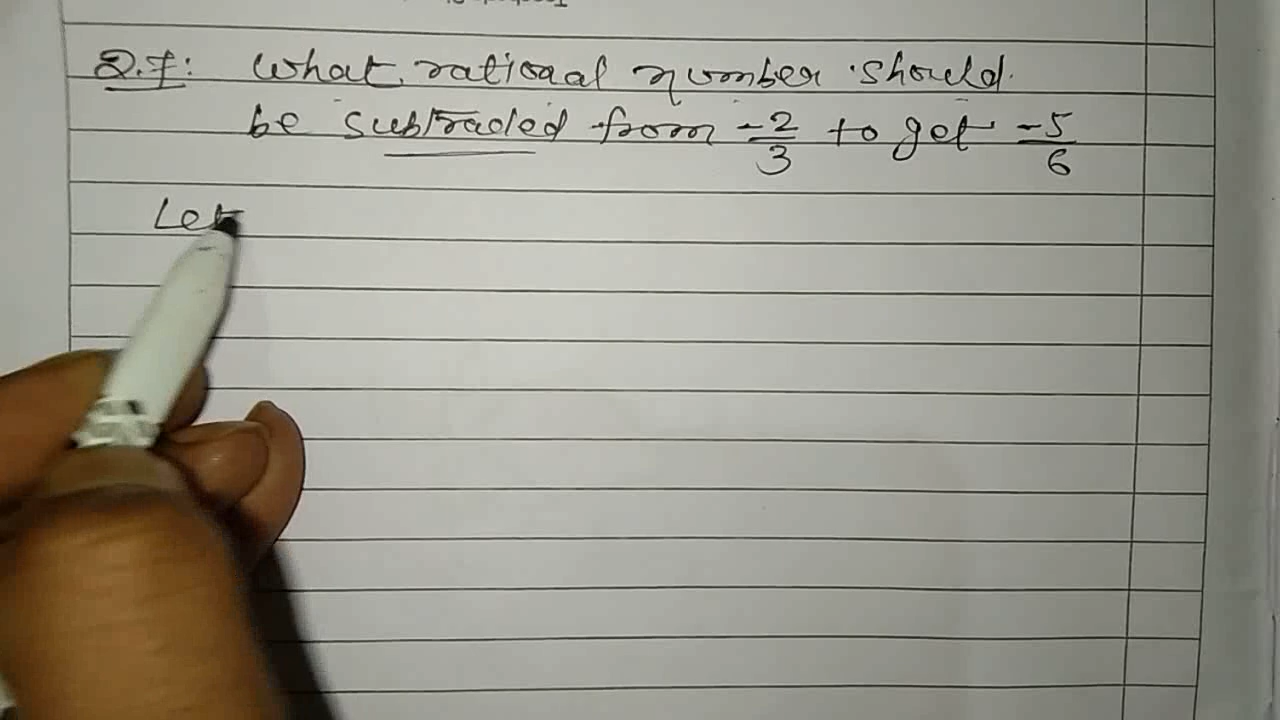 Q.7: What rational number should
be subtracted from -2/3 to get -5/6
Let